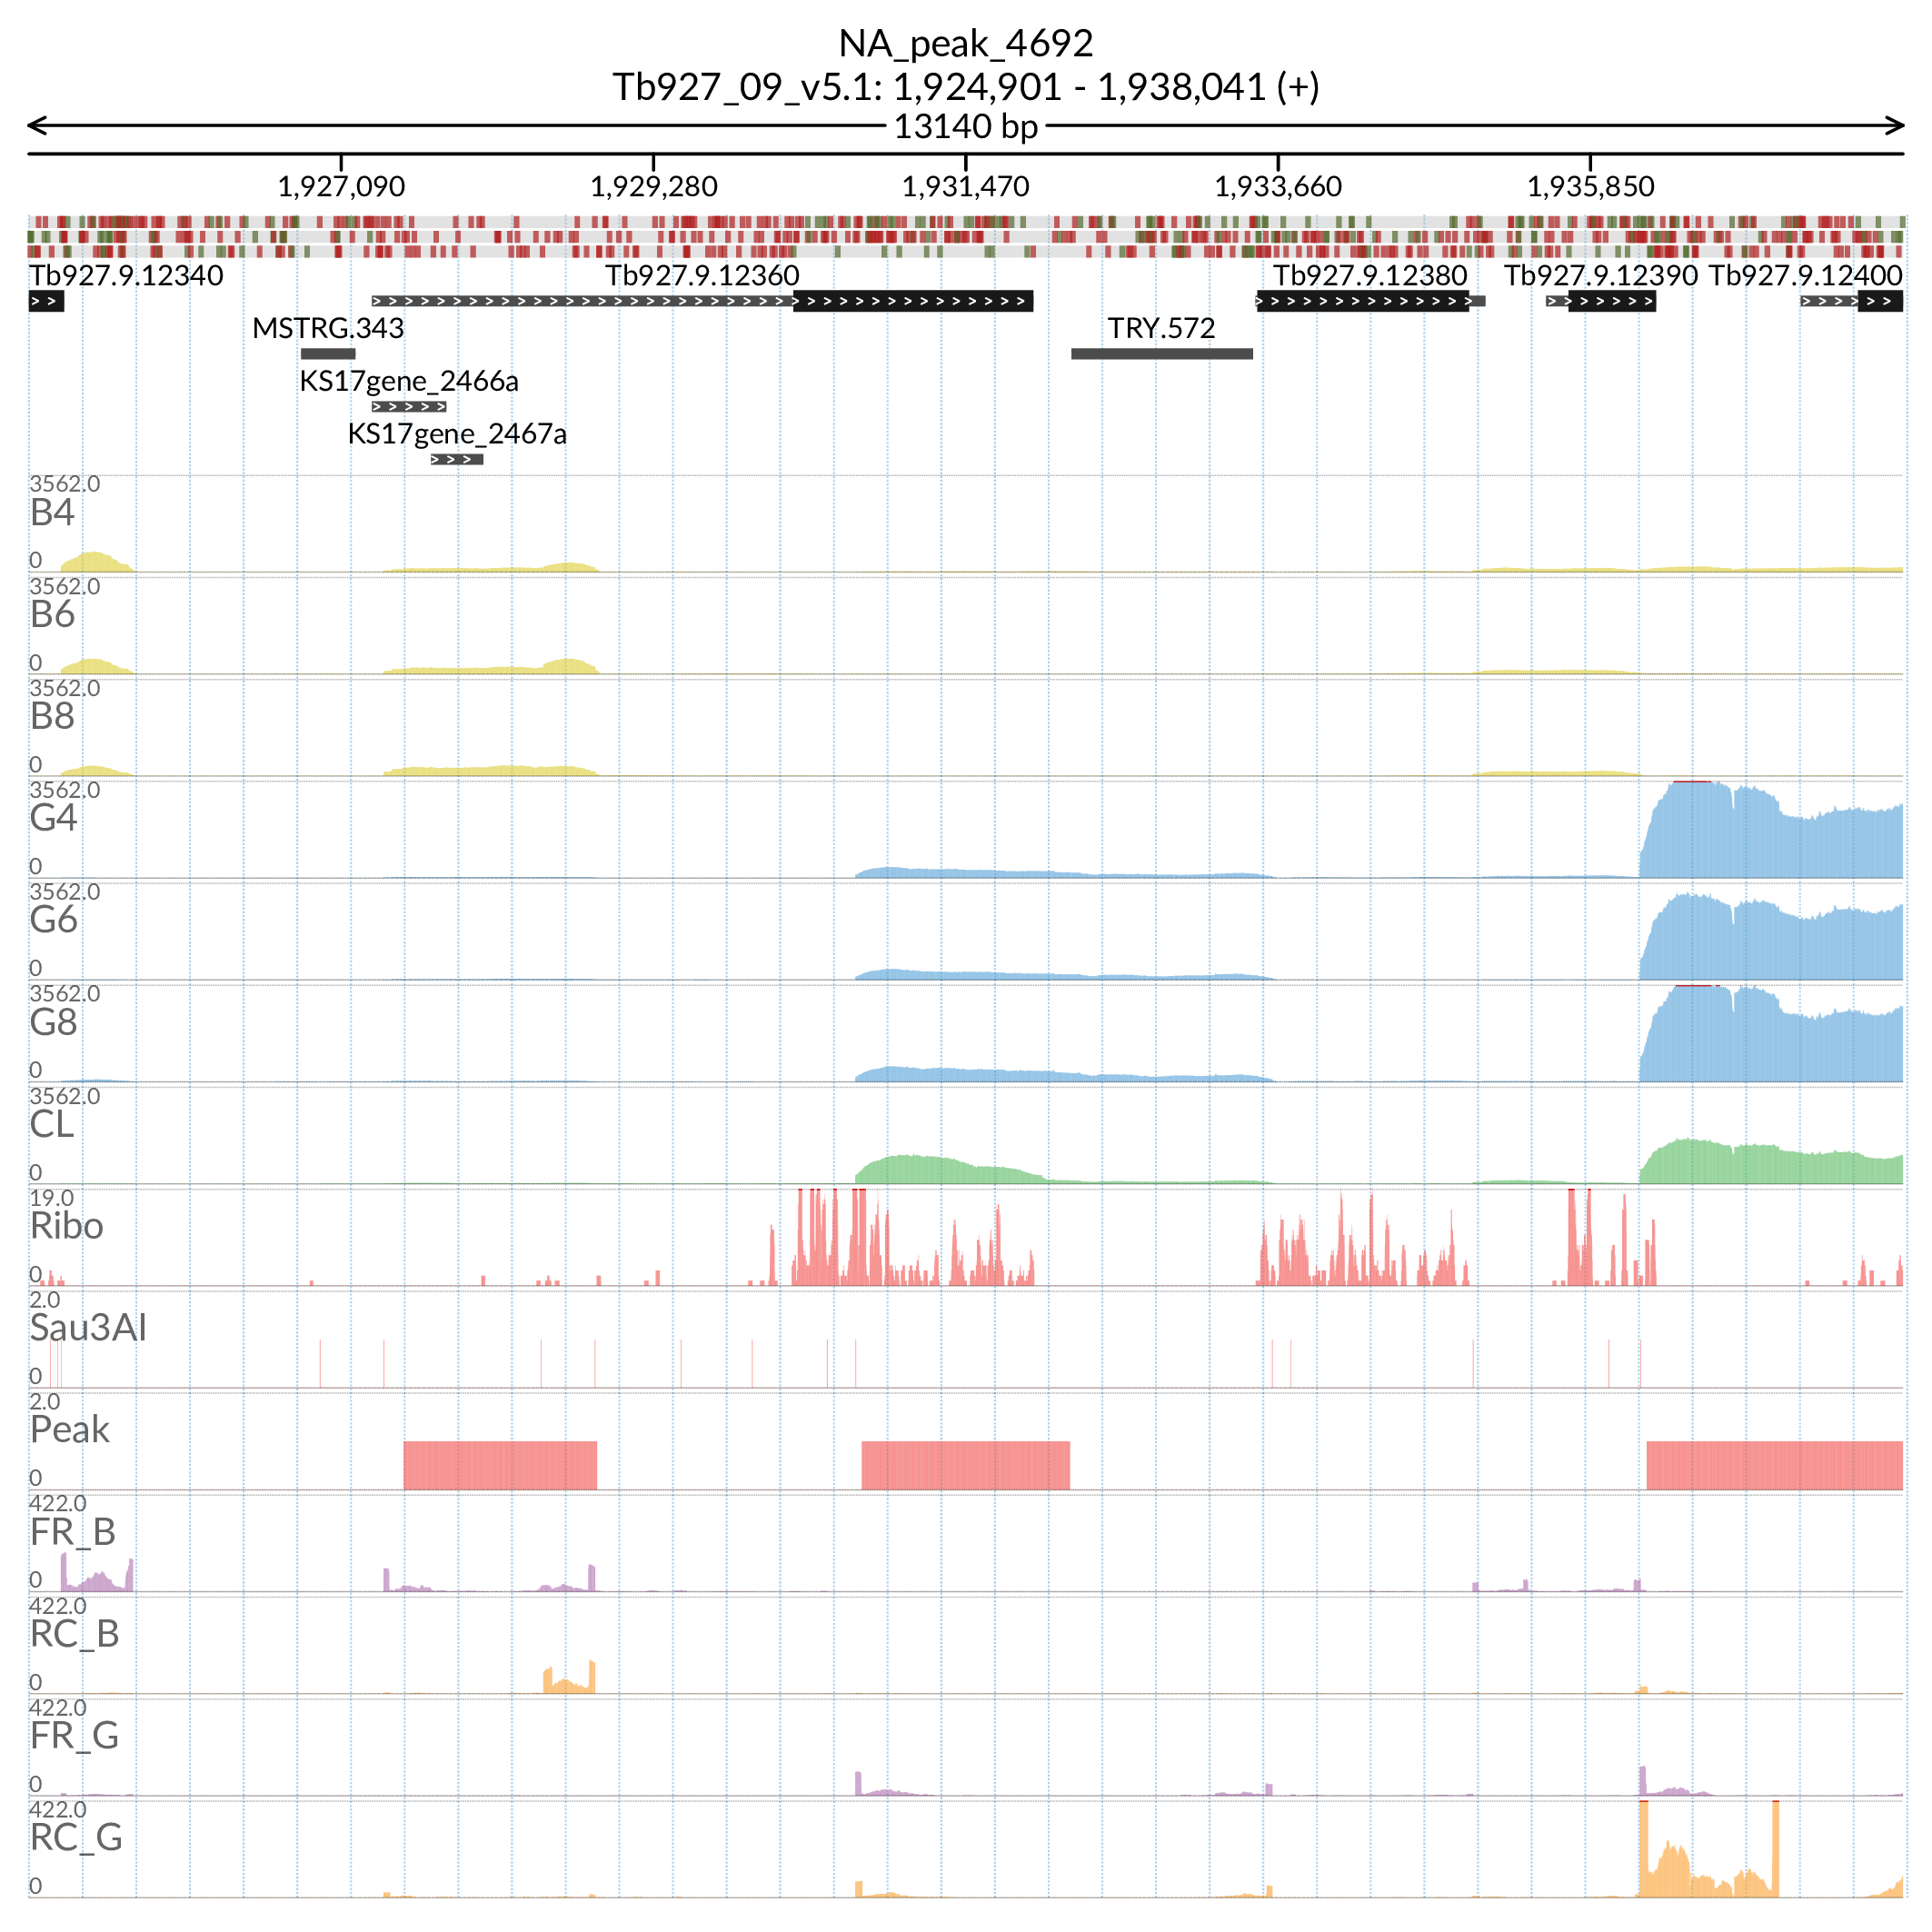 NA_peak_4692
Tb927_09_v5.1: 1,924,901 - 1,938,041 (+)
13140 bp
1,927,090 1,929,280 1,931,470 1,933,660 1,935,850
Tb927.9.12340 Tb927.9.12360 Tb927.9.12380 Tb927.9.12390 Tb927.9.12400
MSTRG.343 TRY.572
KS17gene_2466a
KS17gene_2467a
3562.0
B4
0
3562.0
B6
0
3562.0
B8
0
3562.0
G4
0
3562.0
G6
0
3562.0
G8
0
3562.0
CL
0
19.0
Ribo
0
2.0
Sau3AI
0
2.0
Peak
0
422.0
FR_B
0
422.0
RC_B
0
422.0
FR_G
0
422.0
RC_G
0